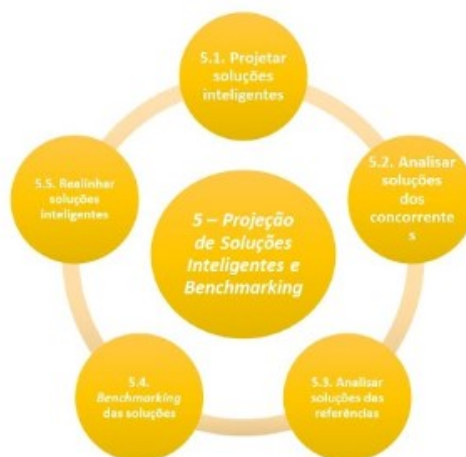 5.1. Projetar
soluções
inteligentes
5.2. Analisar
soluções
dos
concorrente
s
5.3. Analisar
soluções das
referências
5.4.
Benchmarking
das soluções
5.5. Realinhar
soluções
inteligentes
5 – Projeção
de Soluções
Inteligentes e
Benchmarking